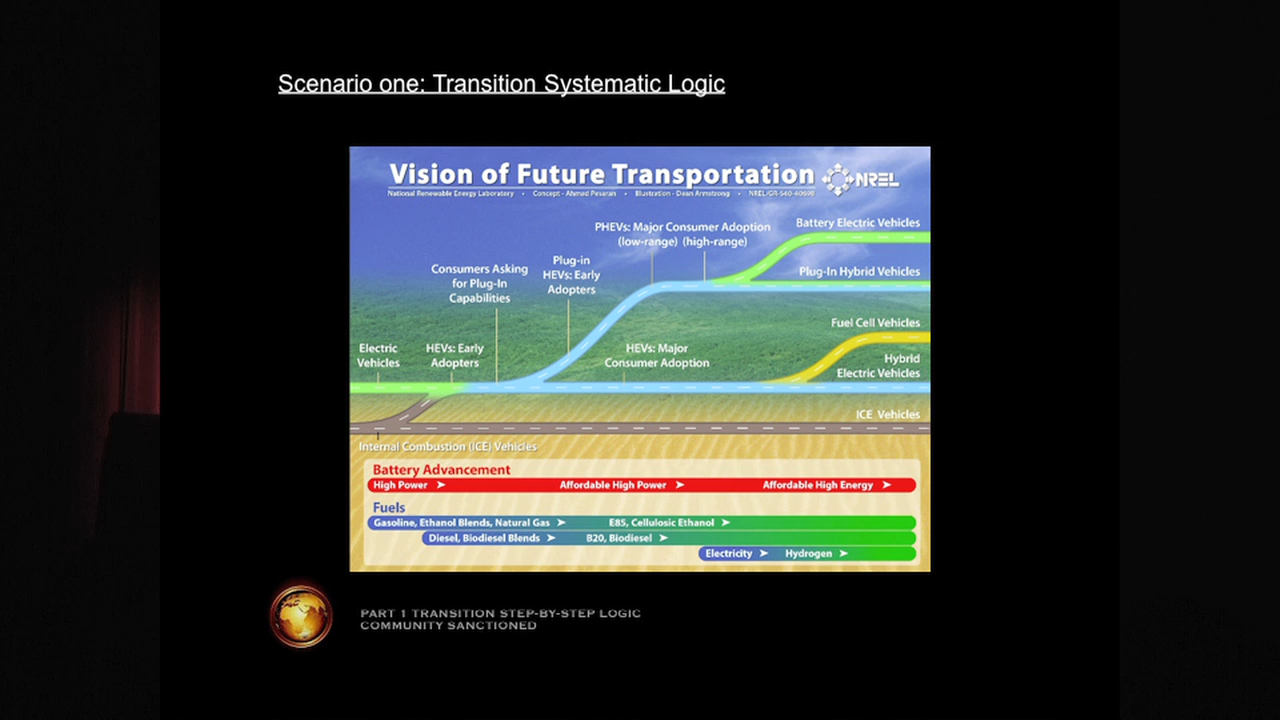 Scenario one: Transition Systematic Logic
Vision of Future Transportation
NREL
National Renewable Energy Laboratory • Concept - Ahmad Pesaran • Illustration - Dean Armstrong • NREL/GR-540-40698
Battery Electric Vehicles
PHEVs: Major Consumer Adoption
(low-range) (high-range)
Plug-in
HEVs: Early
Adopters
Consumers Asking
for Plug-In
Capabilities
Plug-In Hybrid Vehicles
Fuel Cell Vehicles
Electric
Vehicles
HEVs: Early
Adopters
HEVs: Major
Consumer Adoption
Hybrid
Electric Vehicles
ICE Vehicles
Internal Combustion (ICE) Vehicles
Battery Advancement
High Power
Affordable High Power
Affordable High Energy
Fuels
Gasoline, Ethanol Blends, Natural Gas
E85, Cellulosic Ethanol
Diesel, Biodiesel Blends
B20, Biodiesel
Electricity
Hydrogen
PART 1 TRANSITION STEP-BY-STEP LOGIC
COMMUNITY SANCTIONED